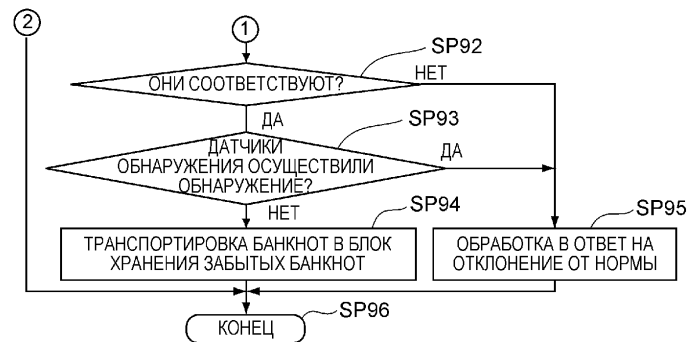 2
1
SP92
ОНИ СООТВЕТСТВУЮТ?
НЕТ
ДА
SP93
ДАТЧИКИ
ОБНАРУЖЕНИЯ ОСУЩЕСТВИЛИ
ОБНАРУЖЕНИЕ?
ДА
НЕТ
SP94
ТРАНСПОРТИРОВКА БАНКНОТ В БЛОК
ХРАНЕНИЯ ЗАБЫТЫХ БАНКНОТ
SP95
ОБРАБОТКА В ОТВЕТ НА
ОТКЛОНЕНИЕ ОТ НОРМЫ
SP96
КОНЕЦ